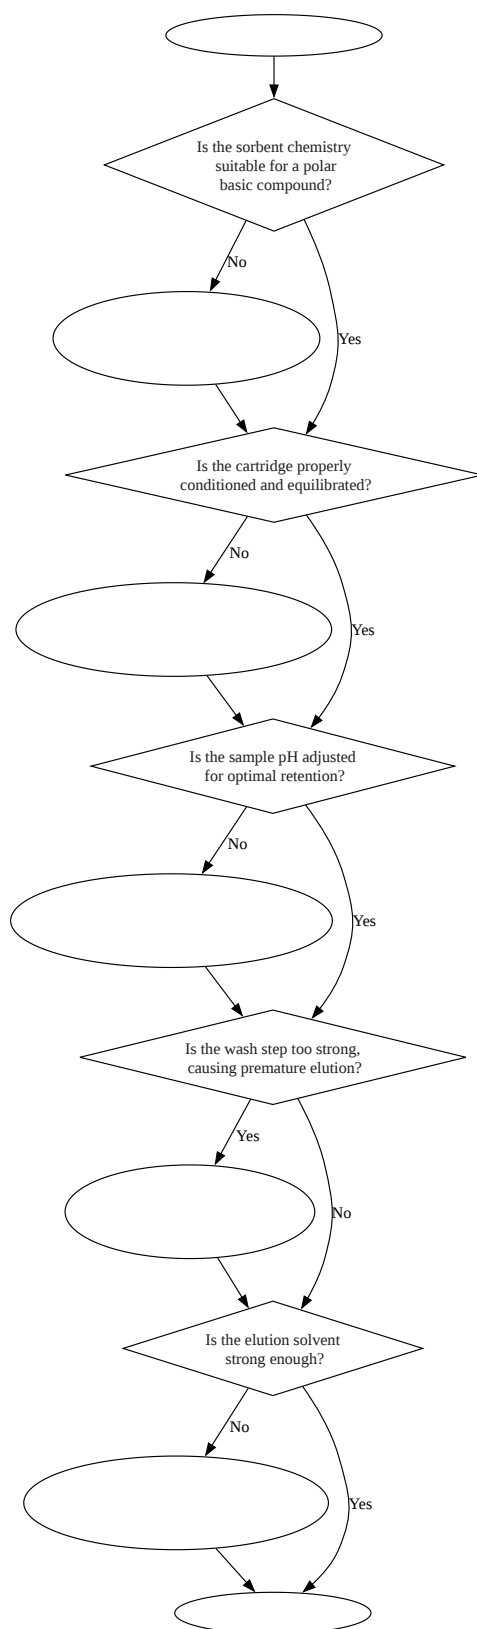 Is the sorbent chemistry
suitable for a polar
basic compound?
No
Yes
Is the cartridge properly
conditioned and equilibrated?
No
Yes
Is the sample pH adjusted
for optimal retention?
No
Yes
Is the wash step too strong,
causing premature elution?
Yes
No
Is the elution solvent
strong enough?
No
Yes